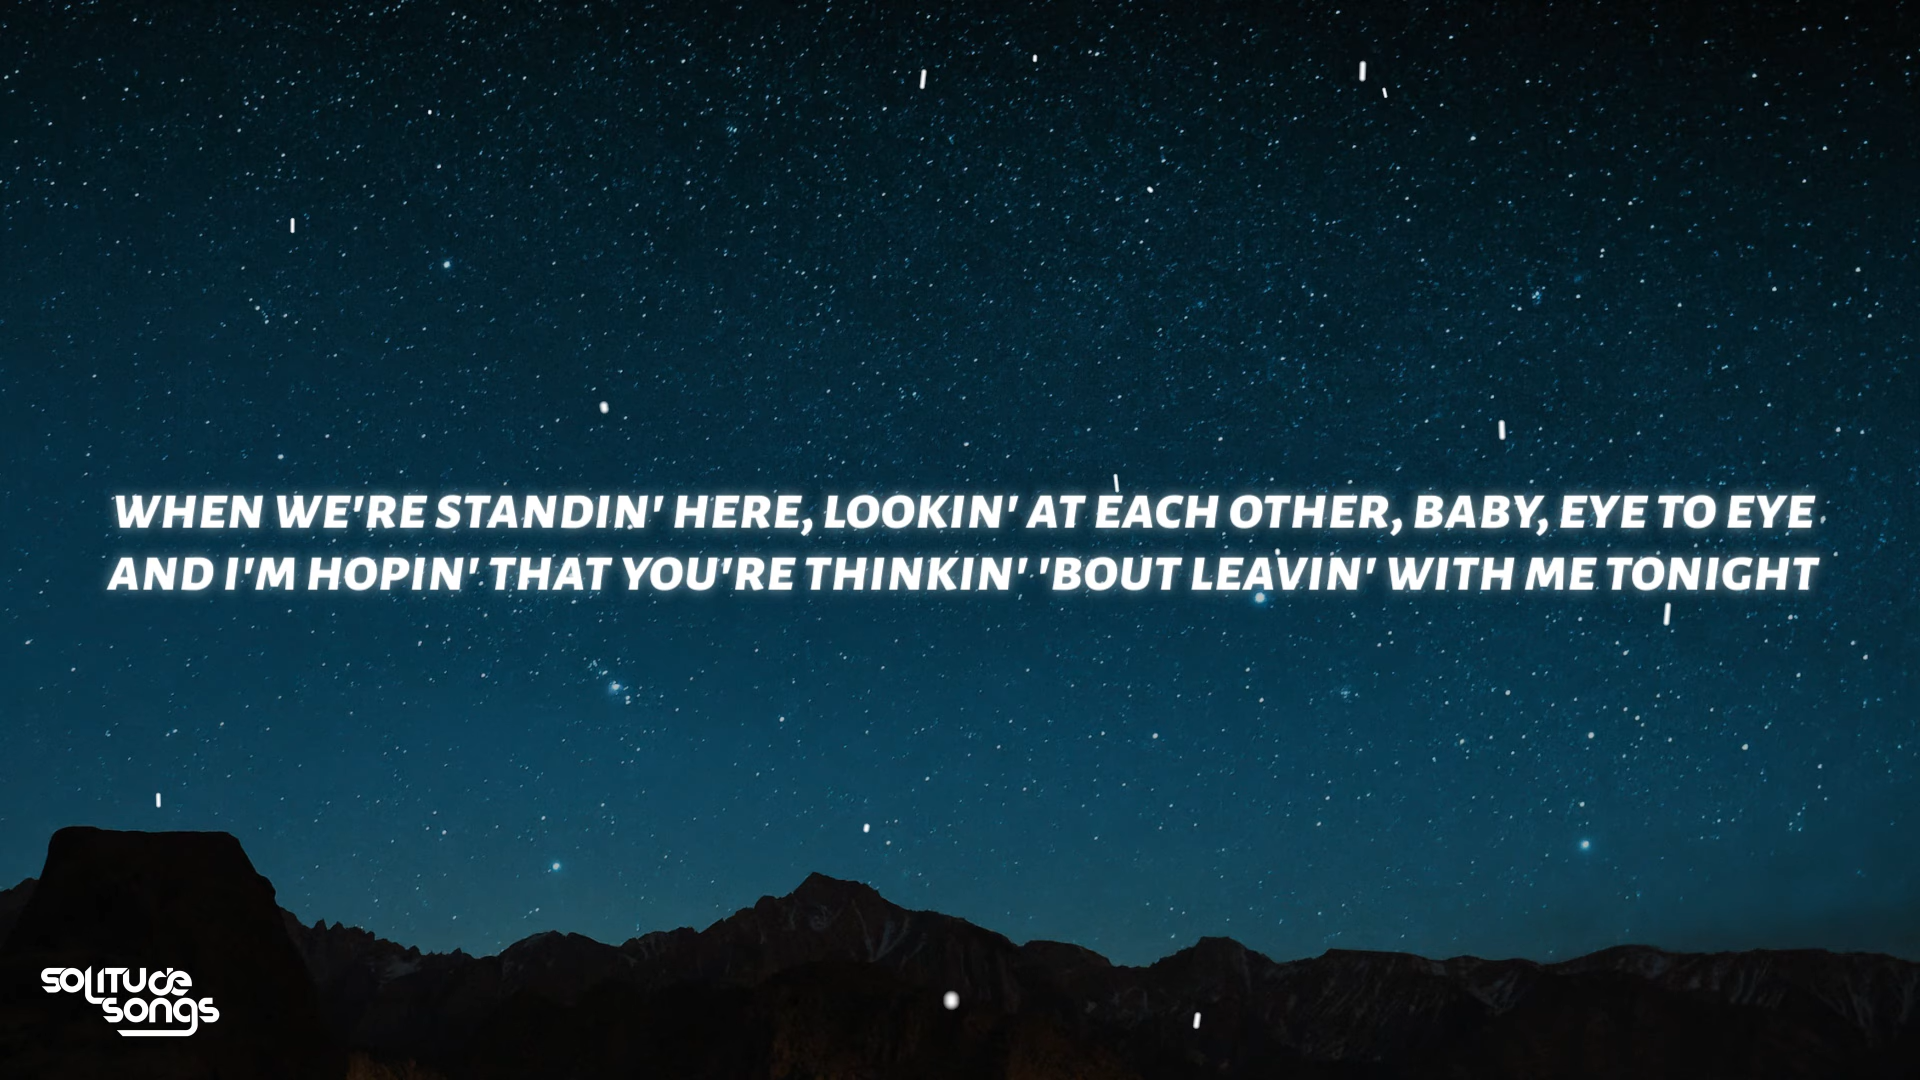 WHEN WE'RE STANDIN' HERE, LOOKIN' AT EACH OTHER, BABY, EYE TO EYE
AND I'M HOPIN' THAT YOU'RE THINKIN' 'BOUT LEAVIN' WITH ME TONIGHT
SOLITUDE
SONGS